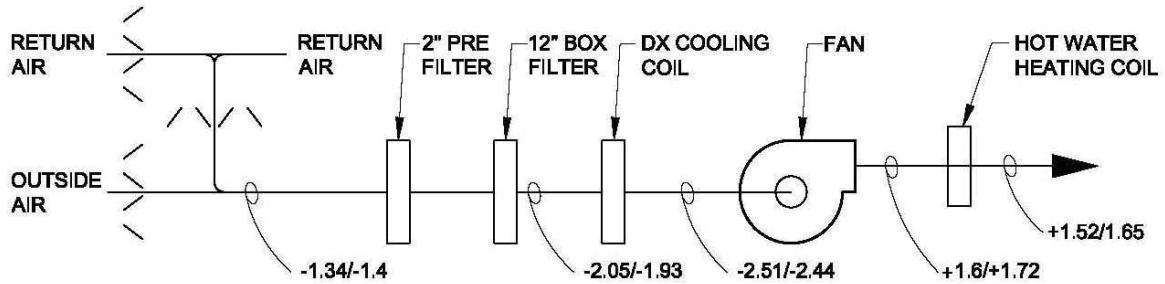 RETURN
AIR
RETURN
AIR
2" PRE
FILTER
12" BOX
FILTER
DX COOLING
COIL
FAN
HOT WATER
HEATING COIL
OUTSIDE
AIR
-1.34/-1.4
-2.05/-1.93
-2.51/-2.44
+1.6/+1.72
+1.52/1.65